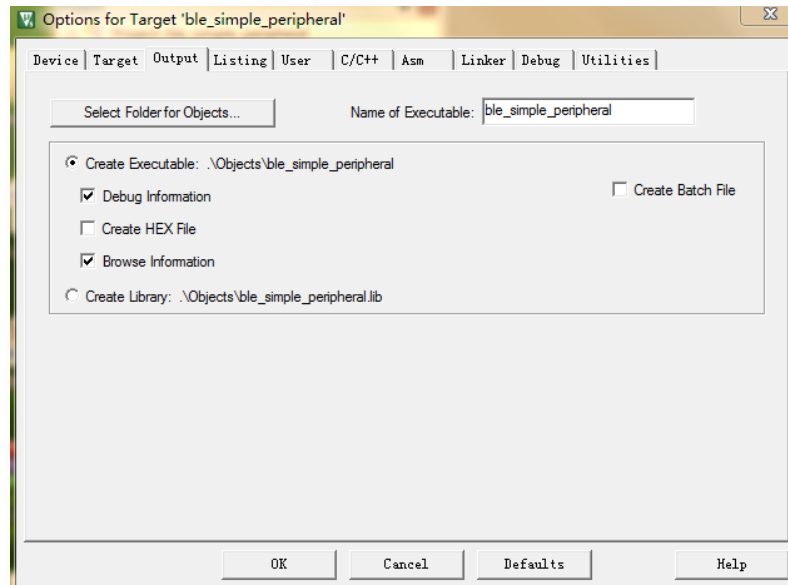 Options for Target 'ble_simple_peripheral'
Device Target Output Listing User C/C++ Asm Linker Debug Utilities
Select Folder for Objects... Name of Executable: ble_simple_peripheral
Create Executable: .\Objects\ble_simple_peripheral
Debug Information Create Batch File
Create HEX File
Browse Information
Create Library: .\Objects\ble_simple_peripheral.lib
OK Cancel Defaults Help